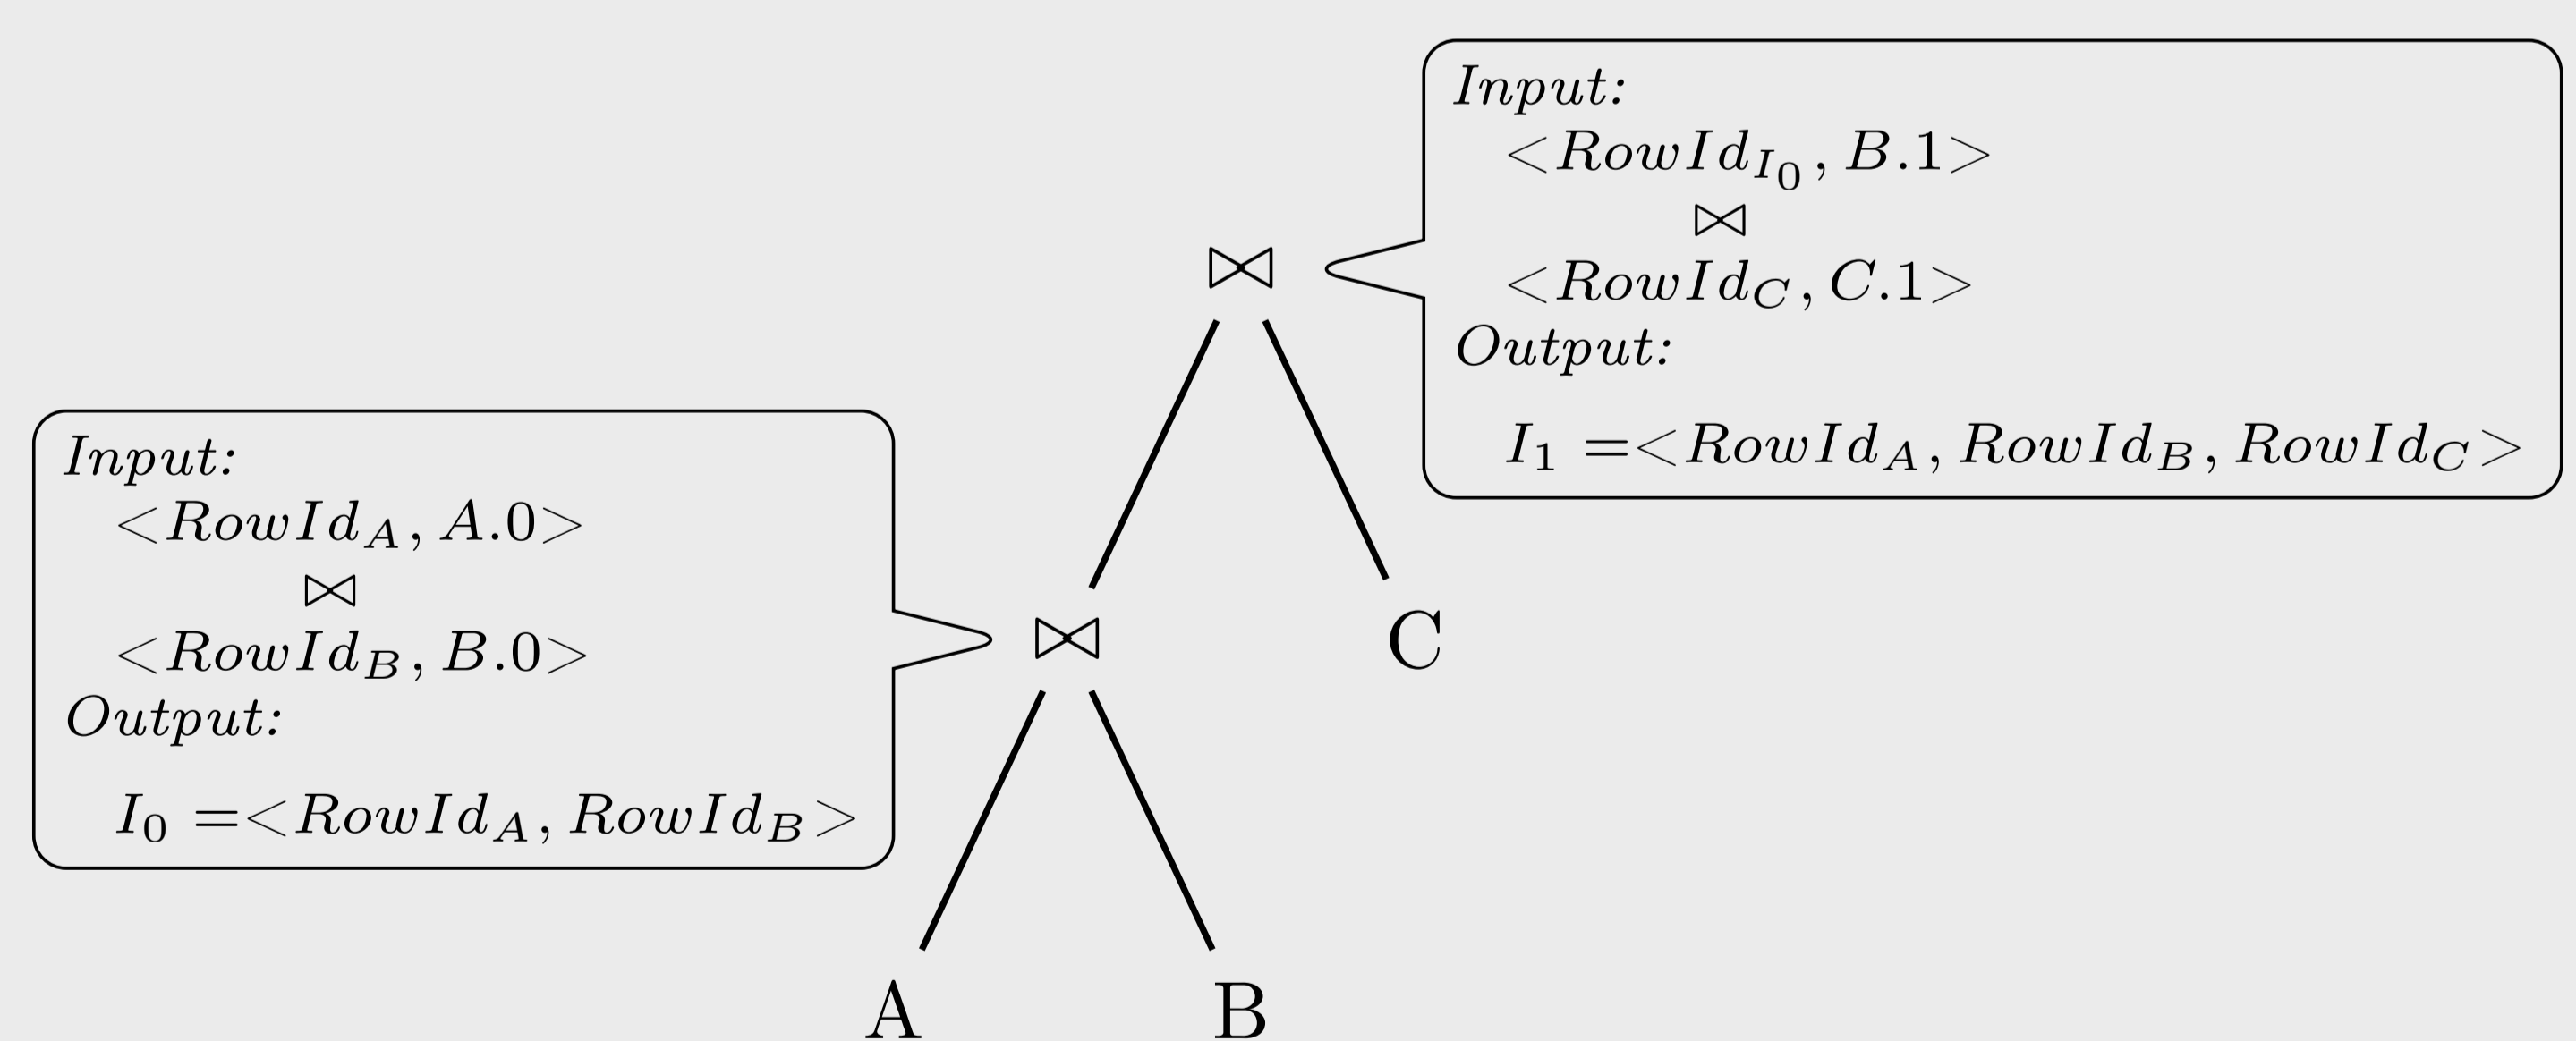 Input:
<RowId_{I_0}, B.1>
⋈
<RowId_C, C.1>
Output:
I_1 =<RowId_A, RowId_B, RowId_C>
⋈
Input:
<RowId_A, A.0>
⋈
<RowId_B, B.0>
Output:
I_0 =<RowId_A, RowId_B>
⋈
C
A
B